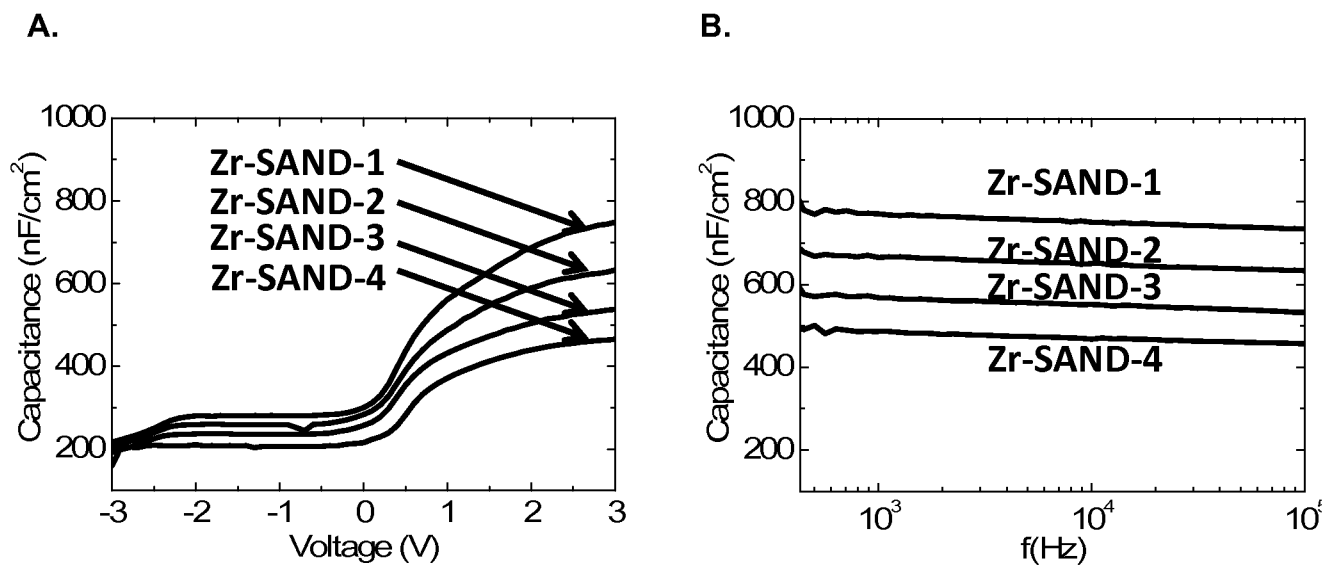 A.
1000
800
600
400
200
Capacitance (nF/cm²)
Zr-SAND-1
Zr-SAND-2
Zr-SAND-3
Zr-SAND-4
-3 -2 -1 0 1 2 3
Voltage (V)
B.
1000
800
600
400
200
Capacitance (nF/cm²)
Zr-SAND-1
Zr-SAND-2
Zr-SAND-3
Zr-SAND-4
10³ 10⁴ 10⁵
f(Hz)